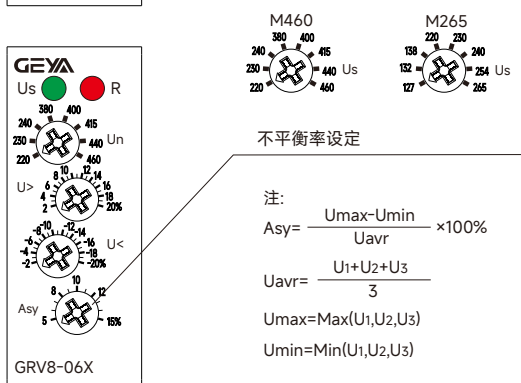 GEYA
Us R
380 400
240 415
230 440 Un
220 460
U>
8 10 12 14
6 16
4 18
2 20%
-8 -10 -12 -14
-6 -16 U<
-4 -18
-2 -20%
10
8 12
Asy
5 15%
GRV8-06X
M460
380 400
240 415
230 440 Us
220 460
M265
220 230
138 240
132 254 Us
127 265
不平衡率设定
注:
Asy= Umax-Umin ×100%
Uavr
Uavr= U1+U2+U3
3
Umax=Max(U1,U2,U3)
Umin=Min(U1,U2,U3)